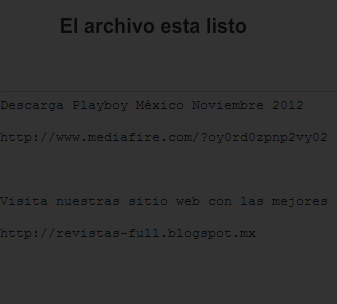 El archivo esta listo
Descarga Playboy México Noviembre 2012
http://www.mediafire.com/?oy0rd0zpnp2vy02
Visita nuestras sitio web con las mejores
http://revistas-full.blogspot.mx